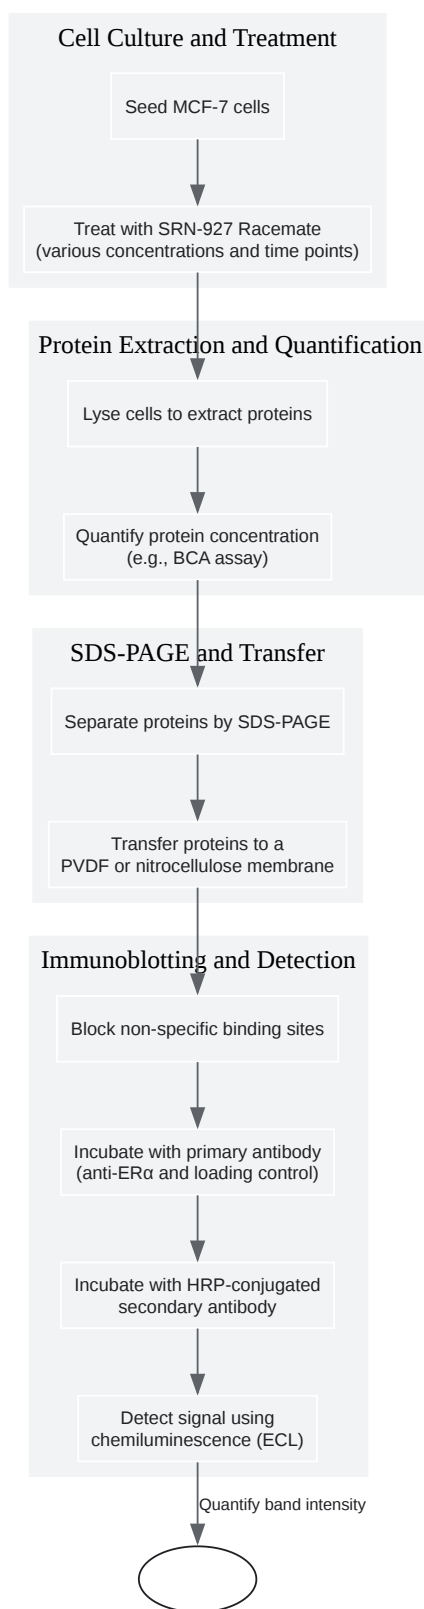 Cell Culture and Treatment
Seed MCF-7 cells
Treat with SRN-927 Racemate
(various concentrations and time points)
Protein Extraction and Quantification
Lyse cells to extract proteins
Quantify protein concentration
(e.g., BCA assay)
SDS-PAGE and Transfer
Separate proteins by SDS-PAGE
Transfer proteins to a
PVDF or nitrocellulose membrane
Immunoblotting and Detection
Block non-specific binding sites
Incubate with primary antibody
(anti-ERα and loading control)
Incubate with HRP-conjugated
secondary antibody
Detect signal using
chemiluminescence (ECL)
Quantify band intensity